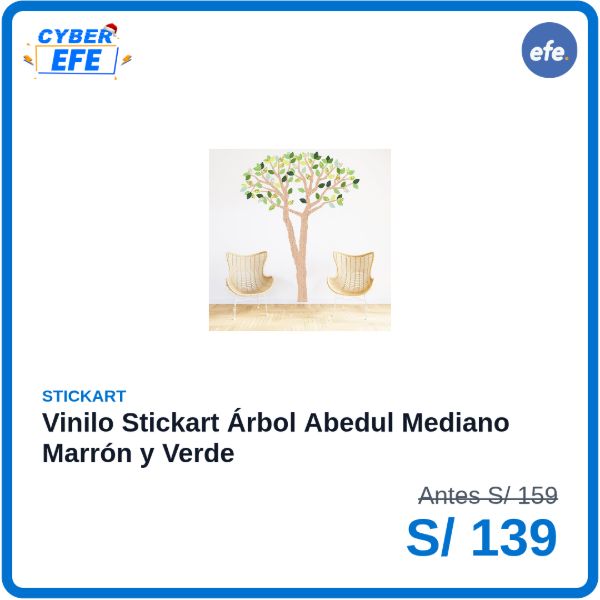 CYBER
EFE
efe.
STICKART
Vinilo Stickart Árbol Abedul Mediano
Marrón y Verde
Antes S/ 159
S/ 139